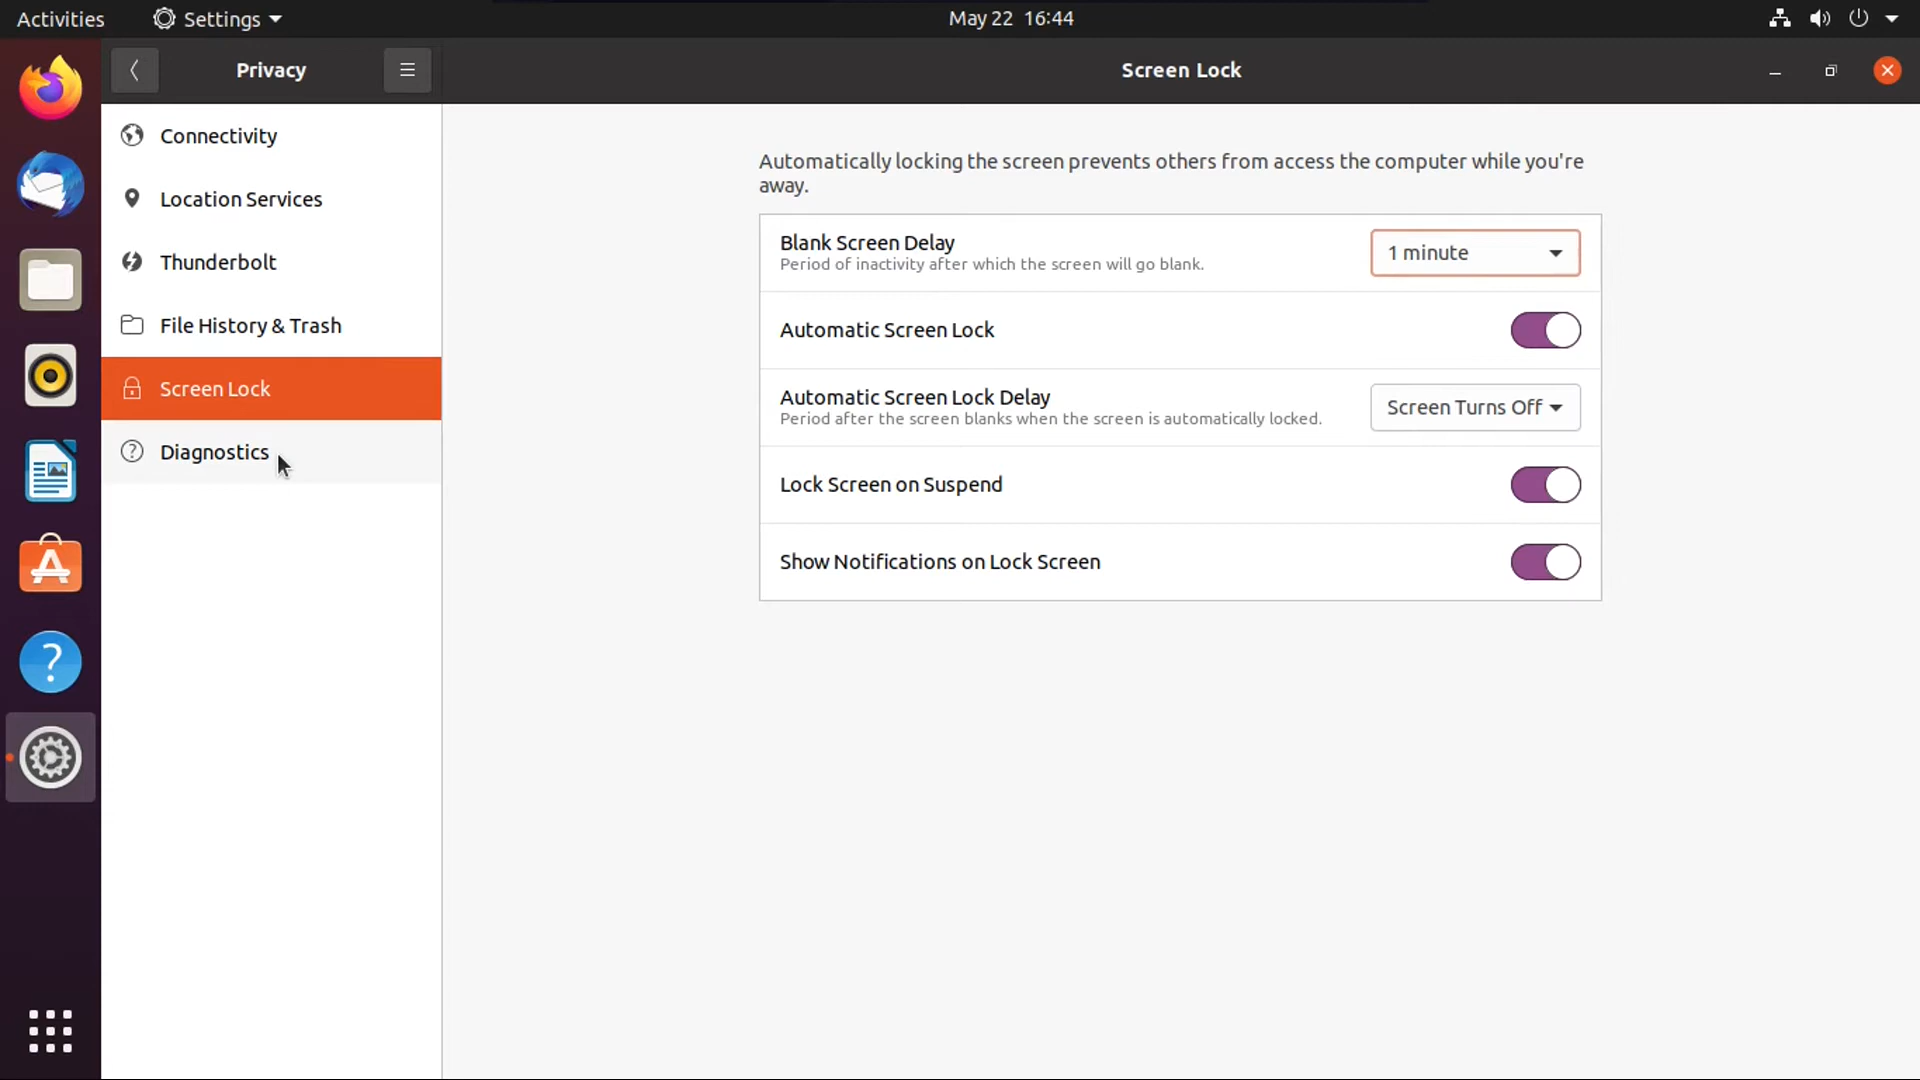 Activities
Settings
May 22 16:44
Privacy
Screen Lock
Connectivity
Location Services
Thunderbolt
File History & Trash
Screen Lock
Diagnostics
Automatically locking the screen prevents others from access the computer while you're
away.
Blank Screen Delay
Period of inactivity after which the screen will go blank.
1 minute
Automatic Screen Lock
Automatic Screen Lock Delay
Period after the screen blanks when the screen is automatically locked.
Screen Turns Off
Lock Screen on Suspend
Show Notifications on Lock Screen